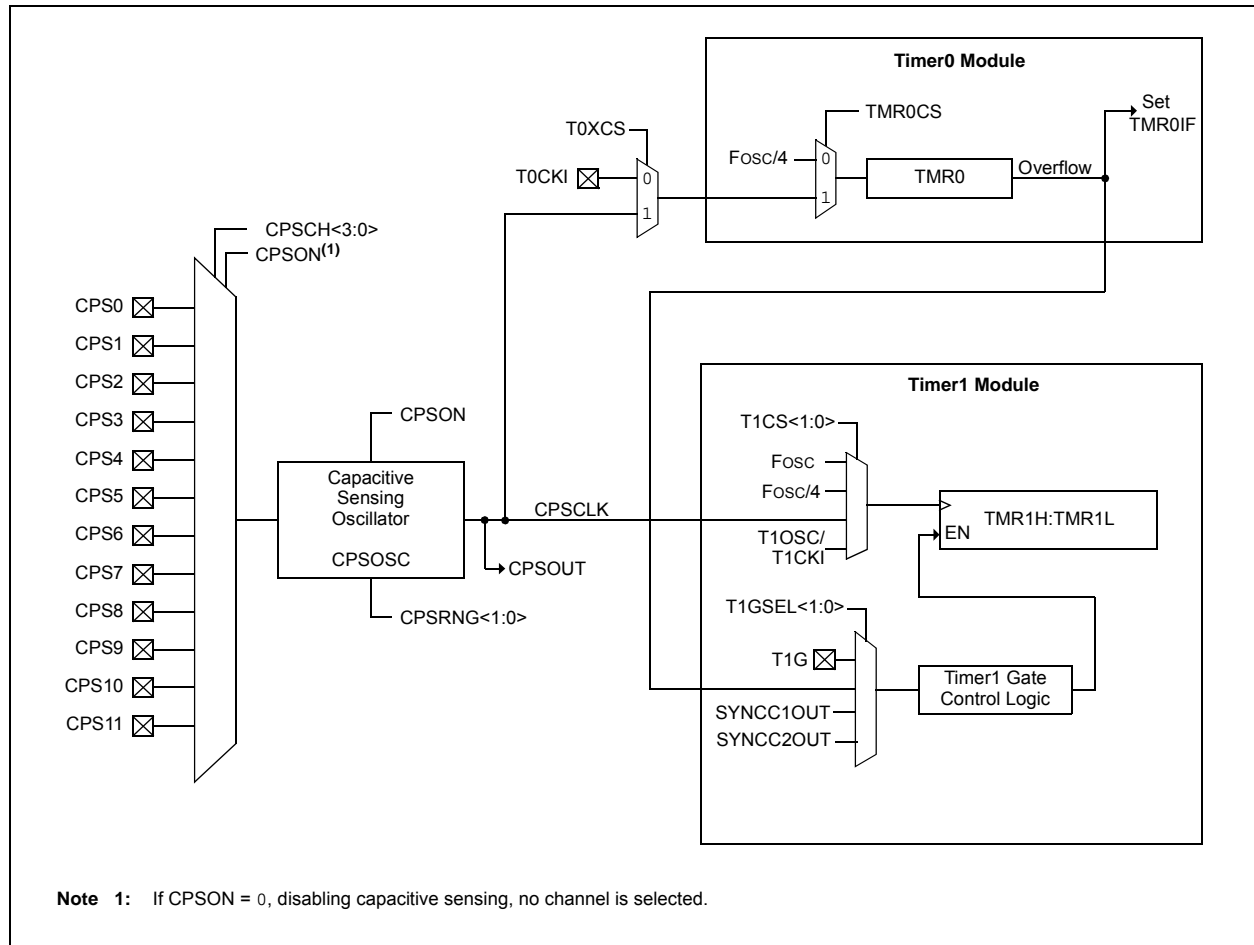 Timer0 Module
TMR0CS
Set
TMR0IF
T0XCS
FOSC/4
0
1
TMR0
Overflow
T0CKI
0
1
CPSCH<3:0>
CPSON(1)
CPS0
CPS1
CPS2
CPS3
CPS4
CPS5
CPS6
CPS7
CPS8
CPS9
CPS10
CPS11
CPSON
Capacitive
Sensing
Oscillator
CPSOSC
CPSRNG<1:0>
CPSCLK
CPSOUT
Timer1 Module
T1CS<1:0>
FOSC
FOSC/4
T1OSC/
T1CKI
TMR1H:TMR1L
EN
T1GSEL<1:0>
T1G
SYNCC1OUT
SYNCC2OUT
Timer1 Gate
Control Logic
Note 1: If CPSON = 0, disabling capacitive sensing, no channel is selected.